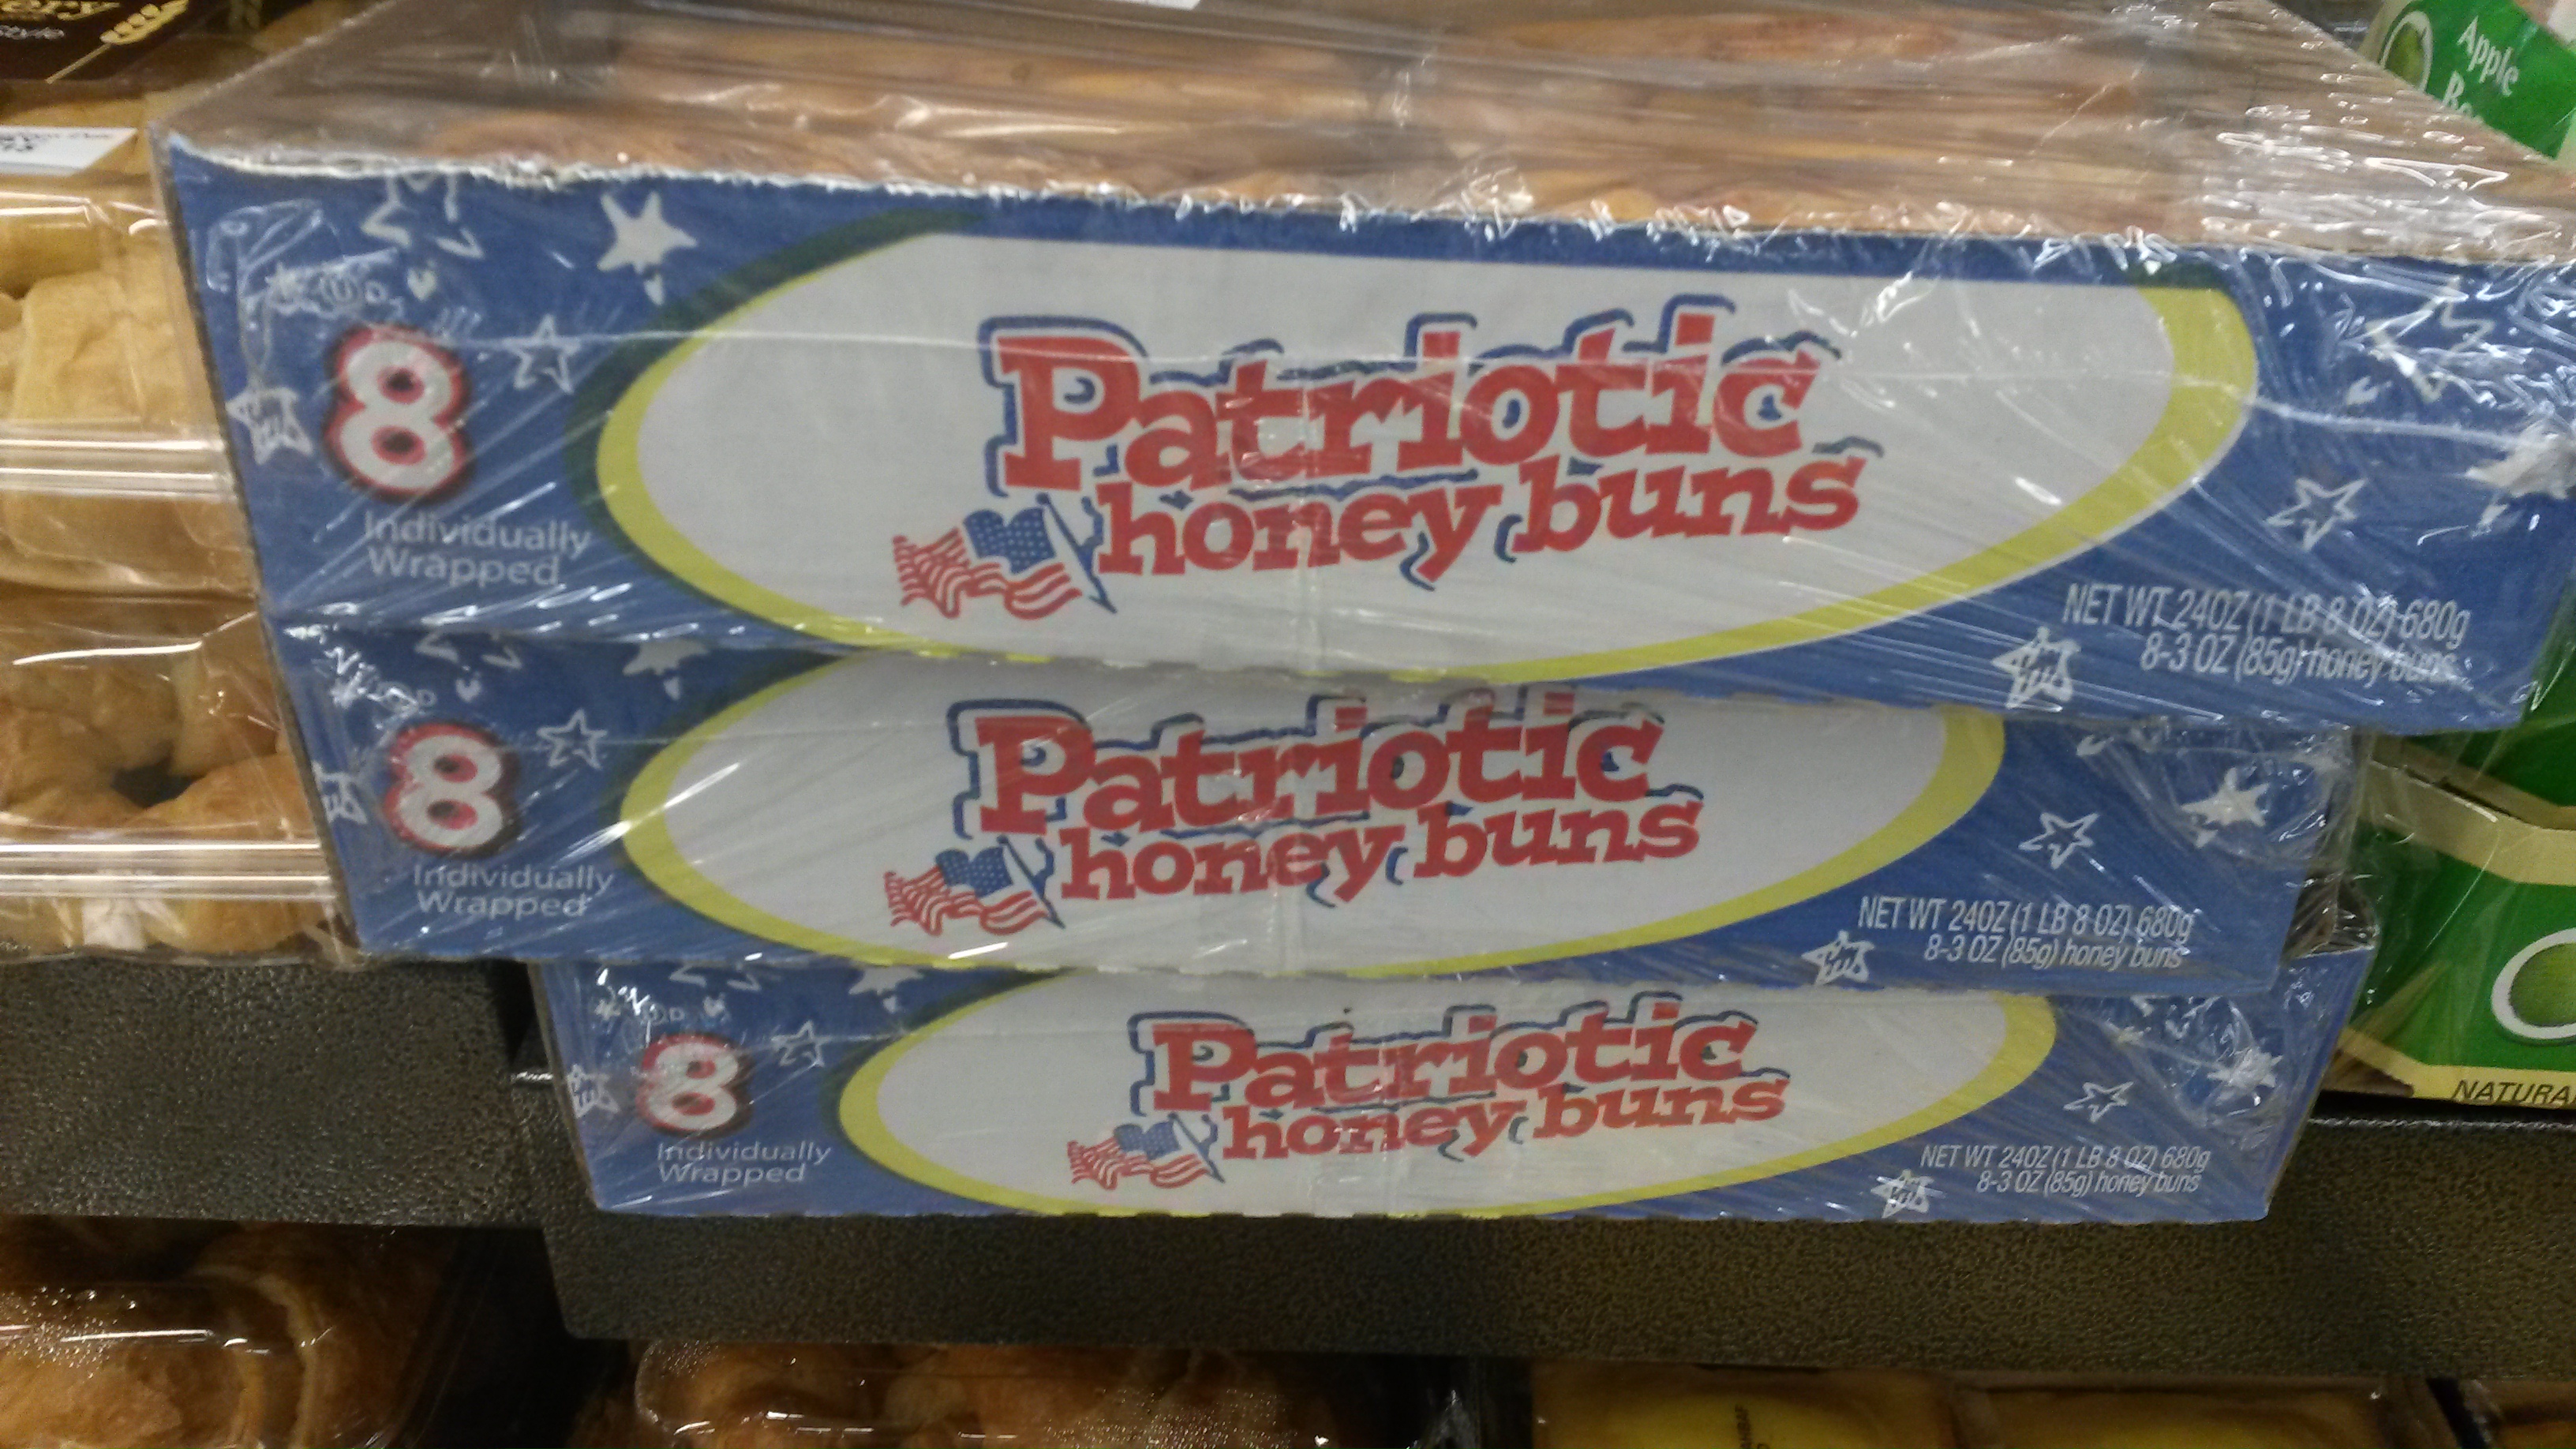 ory
style
Apple
8
Individually
Wrapped
Patriotic
honey buns
NET WT 24OZ (1 LB 8 OZ) 680g
8-3 OZ (85g) honey buns
8
Individually
Wrapped
Patriotic
honey buns
NET WT 24OZ (1 LB 8 OZ) 680g
8-3 OZ (85g) honey buns
8
Individually
Wrapped
Patriotic
honey buns
NET WT 24OZ (1 LB 8 OZ) 680g
8-3 OZ (85g) honey buns
NATURA